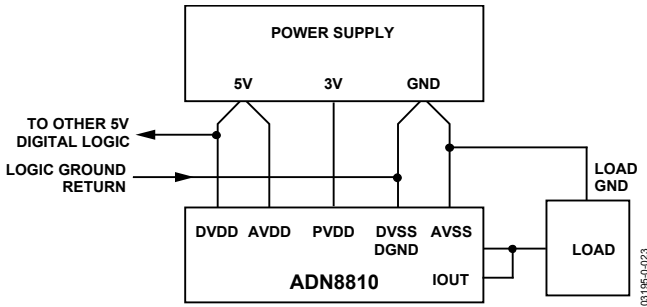 POWER SUPPLY
5V 3V GND
TO OTHER 5V
DIGITAL LOGIC
LOGIC GROUND
RETURN
LOAD
GND
DVDD AVDD PVDD DVSS AVSS
DGND
LOAD
ADN8810 IOUT
03195-0-023